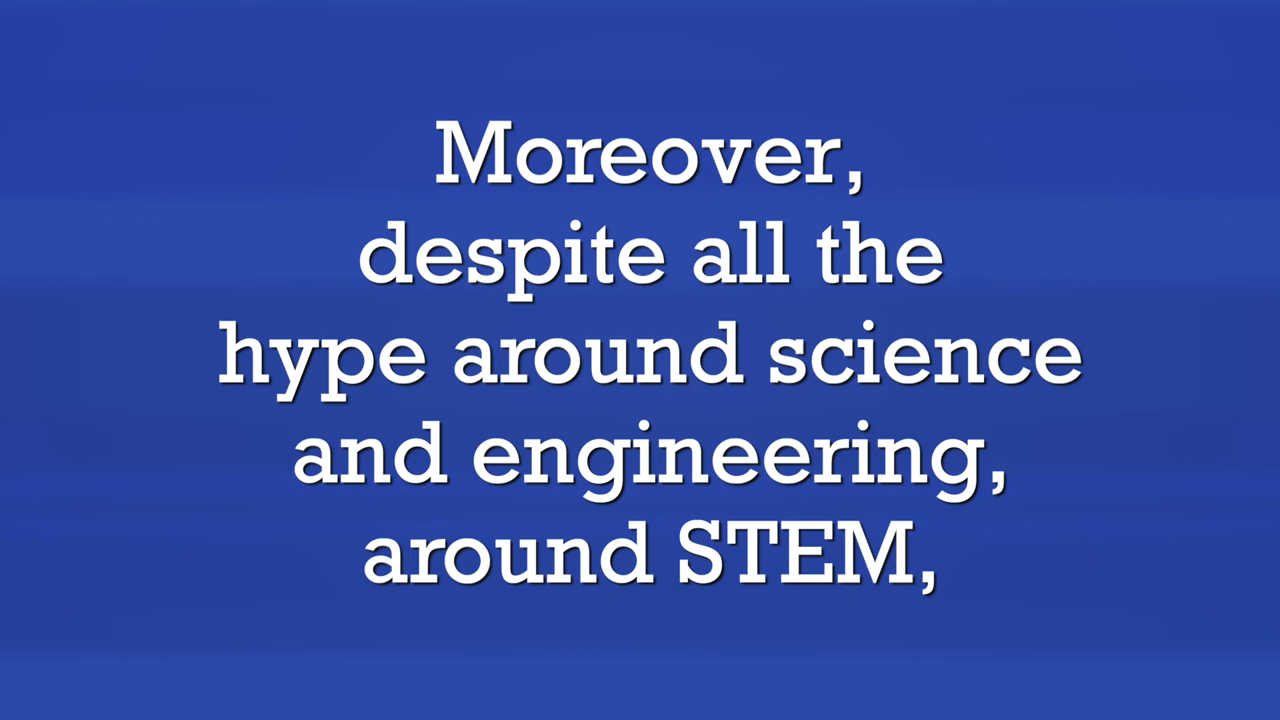 Moreover,
despite all the
hype around science
and engineering,
around STEM,